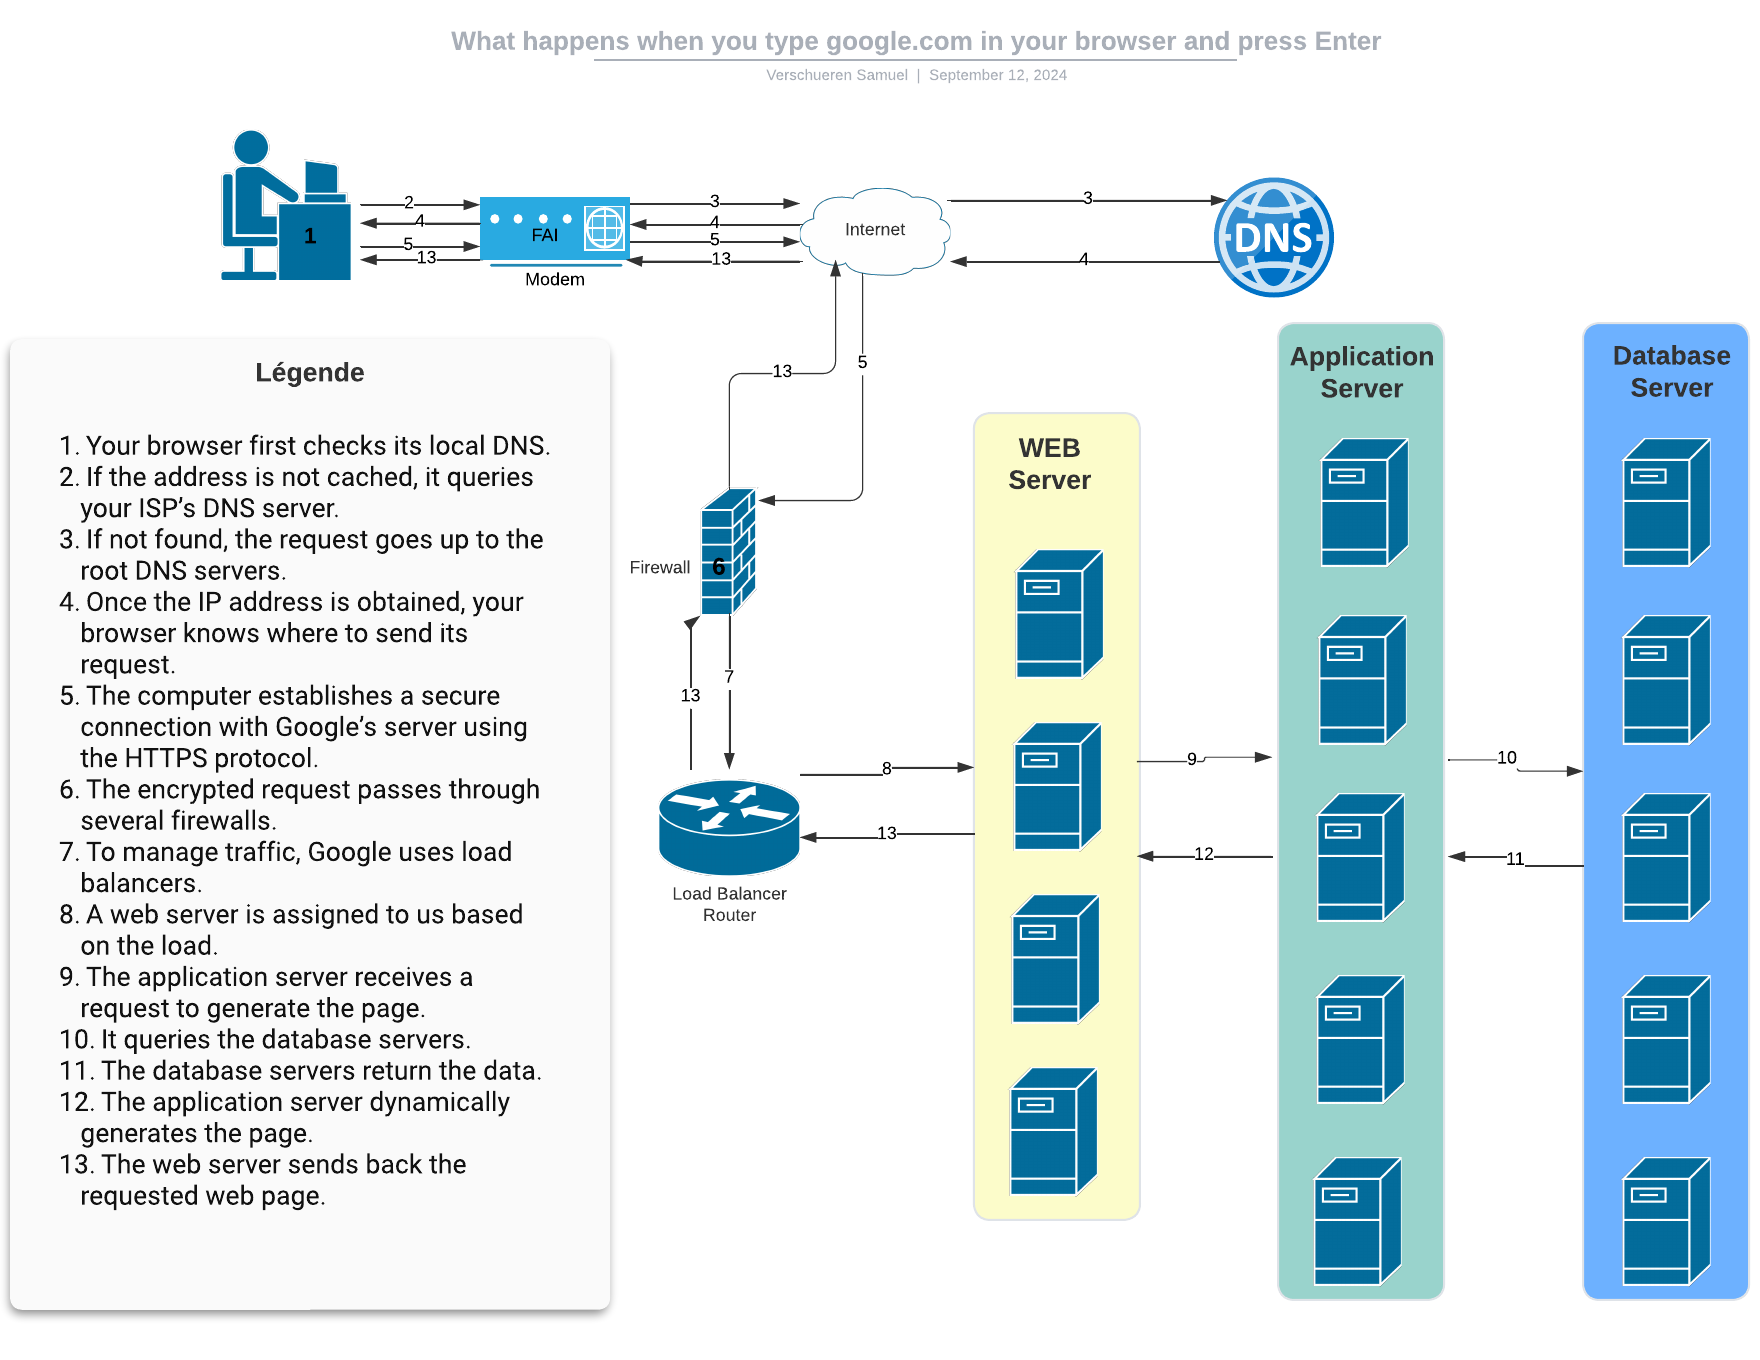 What happens when you type google.com in your browser and press Enter
Verschueren Samuel | September 12, 2024
1
2
4
5
13
FAI
Modem
3
4
5
13
Internet
3
4
DNS
13
5
Légende
1. Your browser first checks its local DNS.
2. If the address is not cached, it queries
your ISP’s DNS server.
3. If not found, the request goes up to the
root DNS servers.
4. Once the IP address is obtained, your
browser knows where to send its
request.
5. The computer establishes a secure
connection with Google’s server using
the HTTPS protocol.
6. The encrypted request passes through
several firewalls.
7. To manage traffic, Google uses load
balancers.
8. A web server is assigned to us based
on the load.
9. The application server receives a
request to generate the page.
10. It queries the database servers.
11. The database servers return the data.
12. The application server dynamically
generates the page.
13. The web server sends back the
requested web page.
Firewall
6
13
7
Load Balancer
Router
8
13
WEB
Server
9
12
Application
Server
10
11
Database
Server